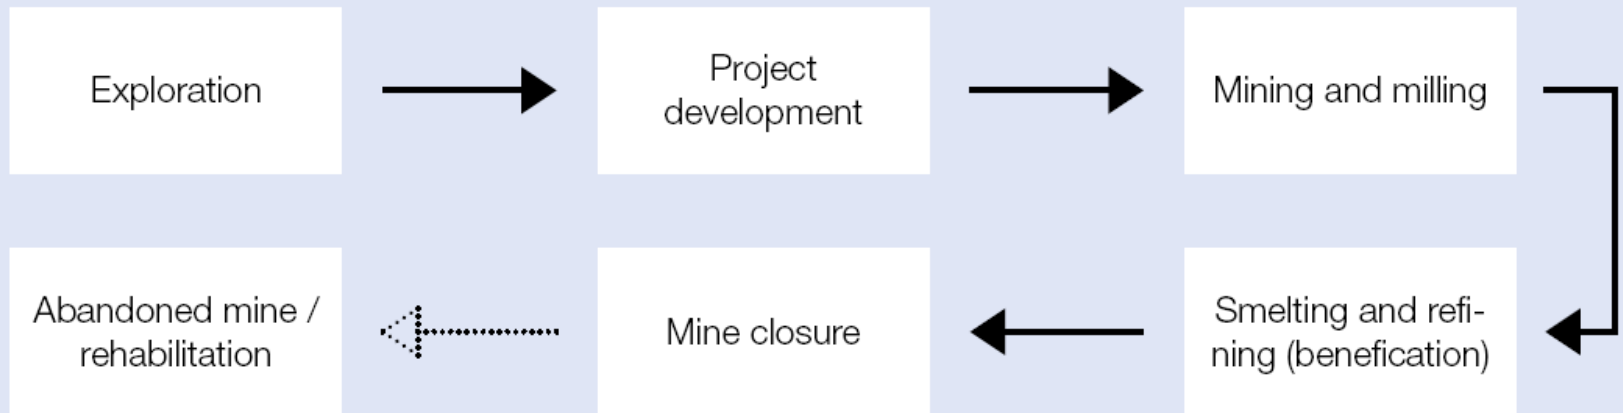 Exploration
Project
development
Mining and milling
Abandoned mine /
rehabilitation
Mine closure
Smelting and refi-
ning (benefication)